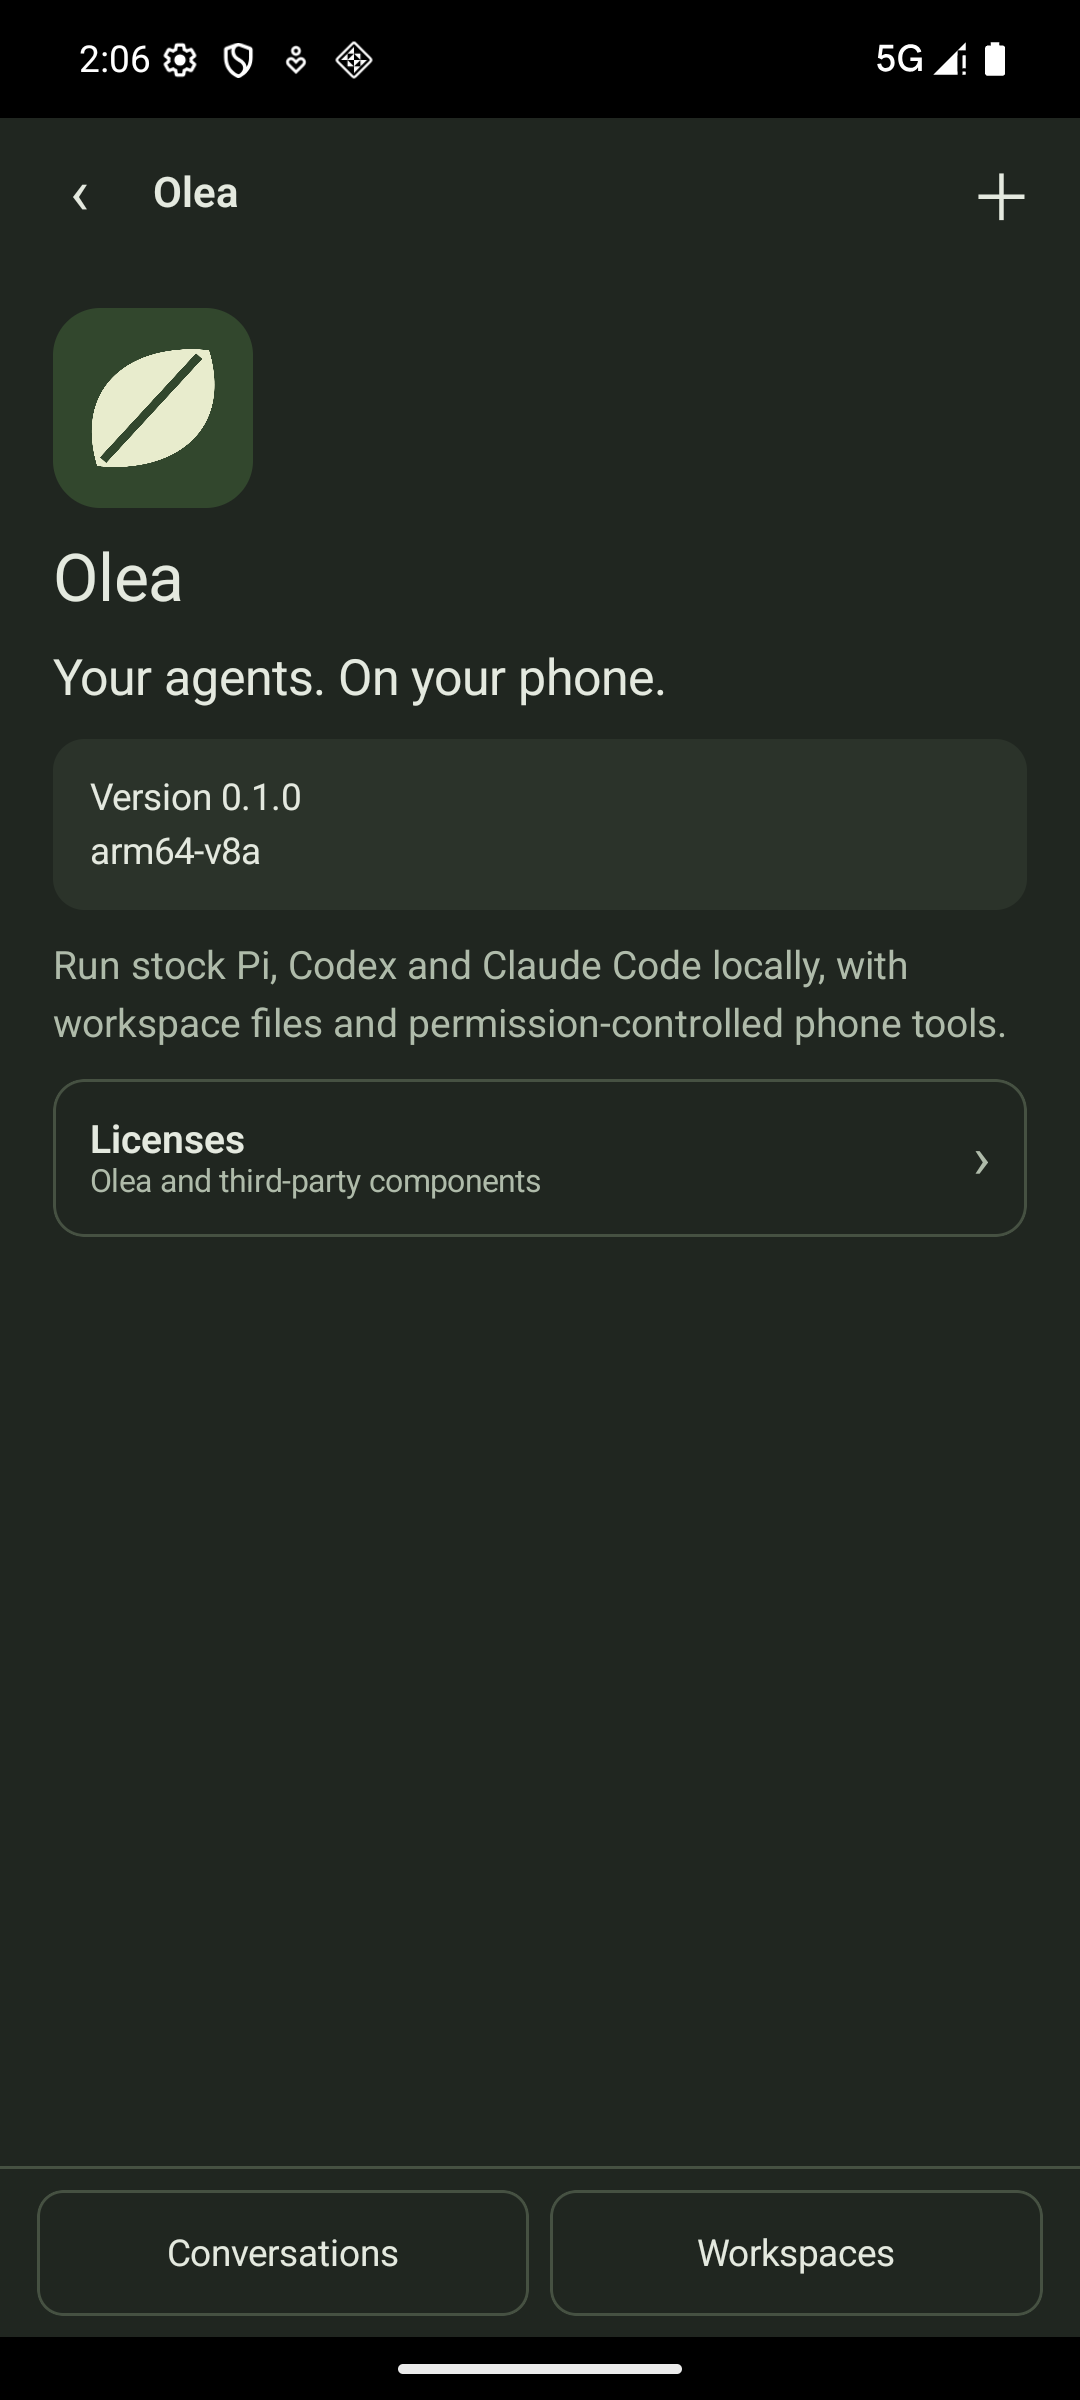 2:06
5G
Olea
Olea
Your agents. On your phone.
Version 0.1.0
arm64-v8a
Run stock Pi, Codex and Claude Code locally, with
workspace files and permission-controlled phone tools.
Licenses
Olea and third-party components
Conversations
Workspaces